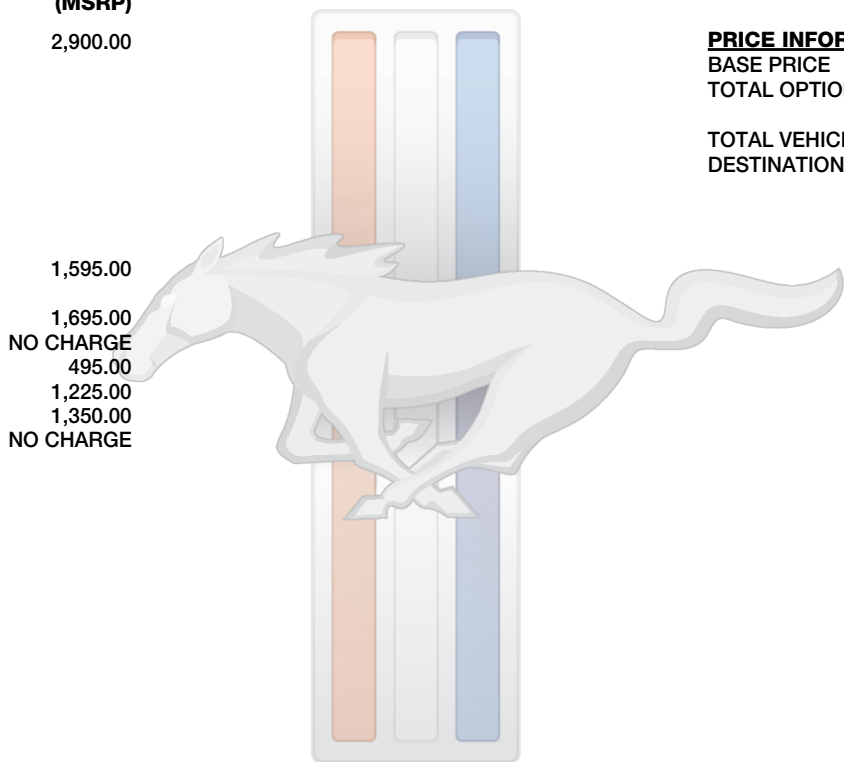 (MSRP)
2,900.00
1,595.00
1,695.00
NO CHARGE
495.00
1,225.00
1,350.00
NO CHARGE
PRICE INFOR
BASE PRICE
TOTAL OPTIO
TOTAL VEHIC
DESTINATION